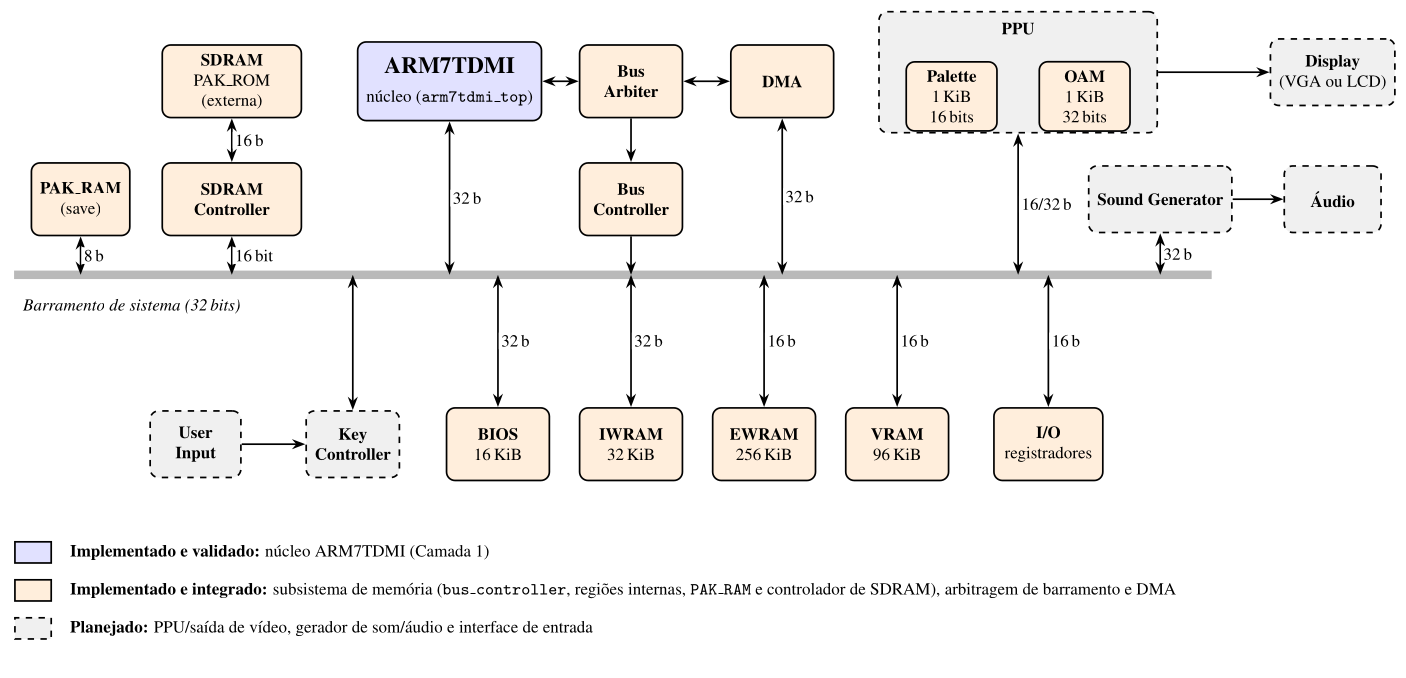 SDRAM
PAK_ROM
(externa)
ARM7TDMI
núcleo (arm7tdmi_top)
Bus
Arbiter
DMA
PPU
Palette
1 KiB
16 bits
OAM
1 KiB
32 bits
Display
(VGA ou LCD)
16 b
PAK_RAM
(save)
SDRAM
Controller
32 b
Bus
Controller
32 b
16/32 b
Sound Generator
Áudio
8 b
16 bit
32 b
Barramento de sistema (32 bits)
32 b
32 b
16 b
16 b
16 b
User
Input
Key
Controller
BIOS
16 KiB
IWRAM
32 KiB
EWRAM
256 KiB
VRAM
96 KiB
I/O
registradores
Implementado e validado: núcleo ARM7TDMI (Camada 1)
Implementado e integrado: subsistema de memória (bus_controller, regiões internas, PAK_RAM e controlador de SDRAM), arbitragem de barramento e DMA
Planejado: PPU/saída de vídeo, gerador de som/áudio e interface de entrada